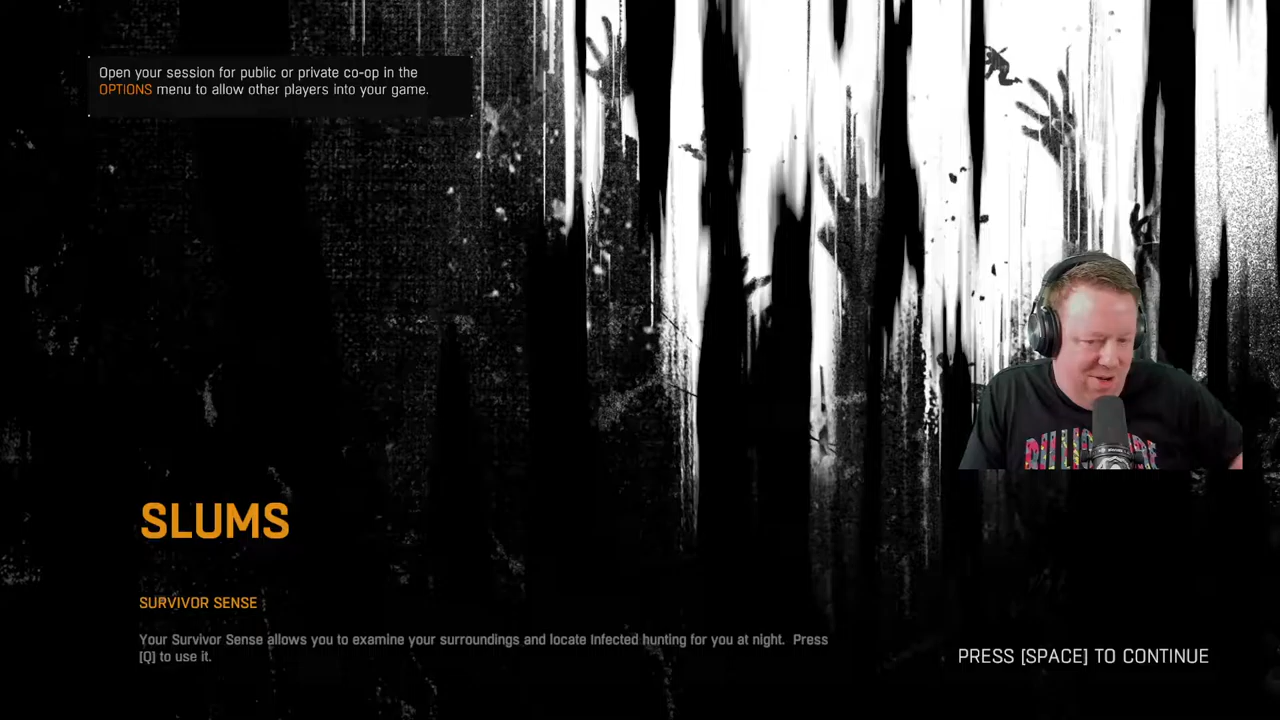 Open your session for public or private co-op in the
OPTIONS menu to allow other players into your game.
SLUMS
SURVIVOR SENSE
Your Survivor Sense allows you to examine your surroundings and locate Infected hunting for you at night. Press
[Q] to use it.
PRESS [SPACE] TO CONTINUE